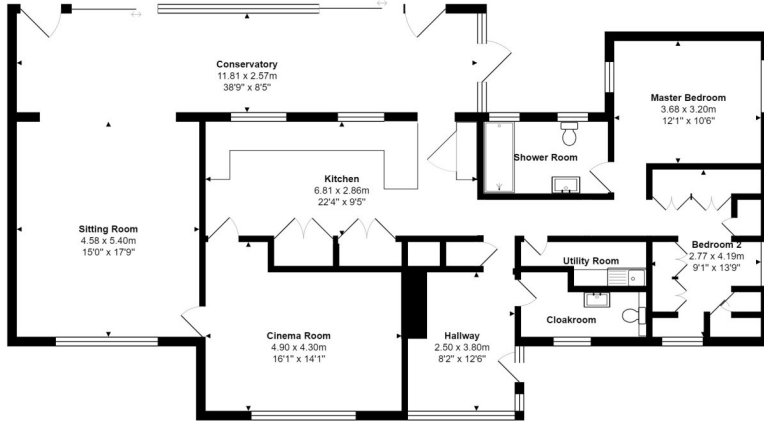 Conservatory
11.81 x 2.57m
38'9" x 8'5"
Master Bedroom
3.68 x 3.20m
12'1" x 10'6"
Shower Room
Kitchen
6.81 x 2.86m
22'4" x 9'5"
Sitting Room
4.58 x 5.40m
15'0" x 17'9"
Bedroom 2
2.77 x 4.19m
9'1" x 13'9"
Utility Room
Cloakroom
Cinema Room
4.90 x 4.30m
16'1" x 14'1"
Hallway
2.50 x 3.80m
8'2" x 12'6"